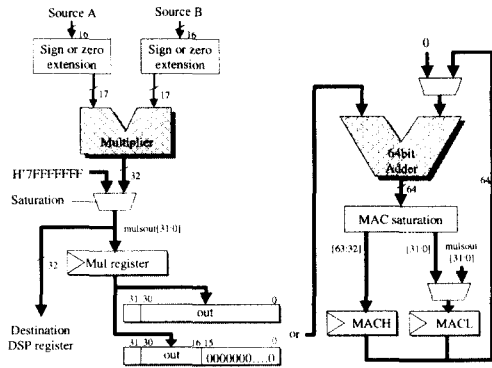 Source A
Source B
16
16
Sign or zero
extension
Sign or zero
extension
17
17
Multiplier
H'7FFFFFFF
32
Saturation
mulsout[31:0]
32
Mul register
31 30
0
out
Destination
DSP register
31 30
16 15
0
out
0000000....0
or
0
64bit
Adder
64
64
MAC saturation
[63:32]
[31:0]
mulsout
[31:0]
MACH
MACL